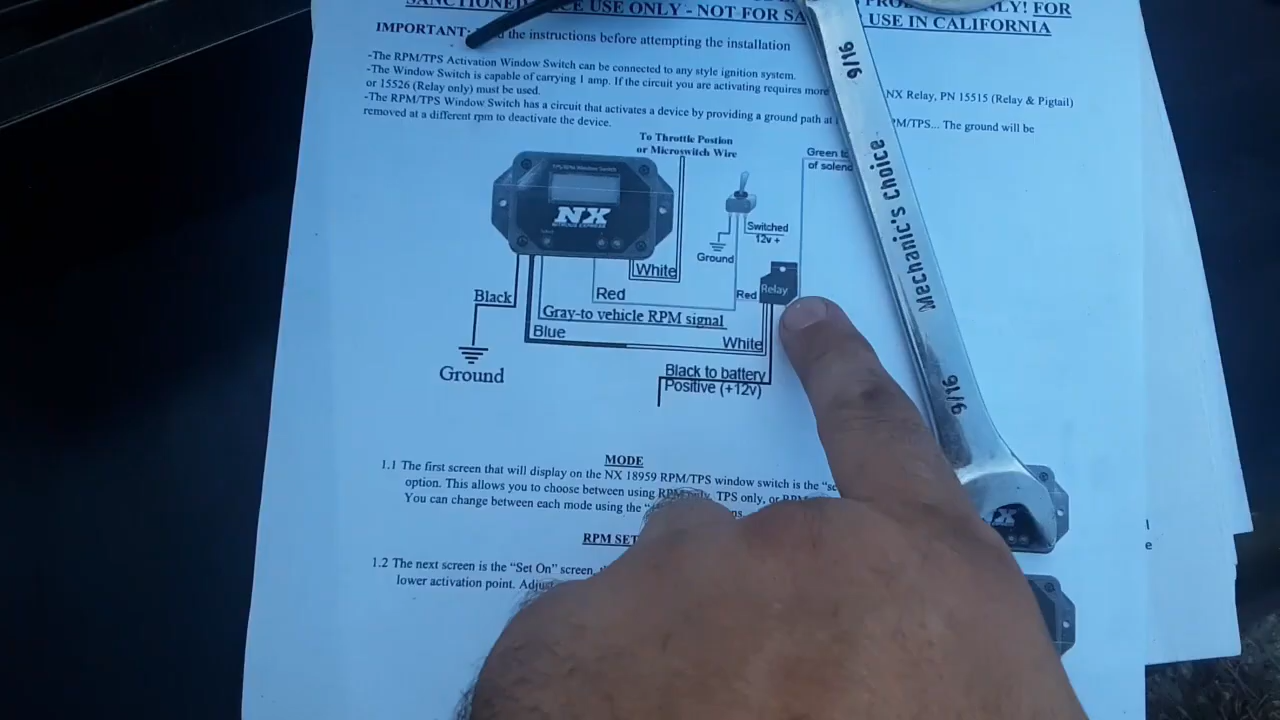 SANCTIONED USE ONLY - NOT FOR USE IN CALIFORNIA
LY! FOR
IMPORTANT: the instructions before attempting the installation
-The RPM/TPS Activation Window Switch can be connected to any style ignition system.
-The Window Switch is capable of carrying 1 amp. If the circuit you are activating requires more NX Relay, PN 15515 (Relay & Pigtail)
or 15526 (Relay only) must be used.
-The RPM/TPS Window Switch has a circuit that activates a device by providing a ground path at PM/TPS... The ground will be
removed at a different rpm to deactivate the device.
To Throttle Postion
or Microswitch Wire
Green
of
NX
Switched
12v +
Ground
White
Relay
Red
Red
Black
Gray-to vehicle RPM signal
Blue
White
Ground
Black to battery
Positive (+12v)
MODE
1.1 The first screen that will display on the NX 18959 RPM/TPS window switch is the
option. This allows you to choose between using RPM only, TPS only, or RPM
You can change between each mode using the
RPM SET
1.2 The next screen is the "Set On" screen,
lower activation point.
9/16
Mechanic's Choice
9/16